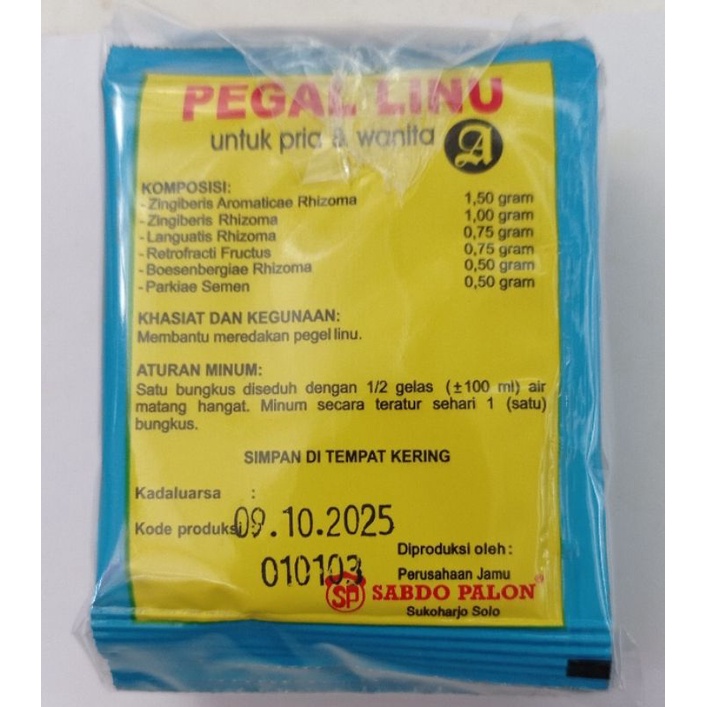 PEGAL LINU
untuk pria & wanita A
KOMPOSISI:
- Zingiberis Aromaticae Rhizoma 1,50 gram
- Zingiberis Rhizoma 1,00 gram
- Languatis Rhizoma 0,75 gram
- Retrofracti Fructus 0,75 gram
- Boesenbergiae Rhizoma 0,50 gram
- Parkiae Semen 0,50 gram
KHASIAT DAN KEGUNAAN:
Membantu meredakan pegel linu.
ATURAN MINUM:
Satu bungkus diseduh dengan 1/2 gelas (±100 ml) air
matang hangat. Minum secara teratur sehari 1 (satu)
bungkus.
SIMPAN DI TEMPAT KERING
Kadaluarsa :
Kode produksi 09.10.2025
010103
Diproduksi oleh :
Perusahaan Jamu
SP SABDO PALON®
Sukoharjo Solo